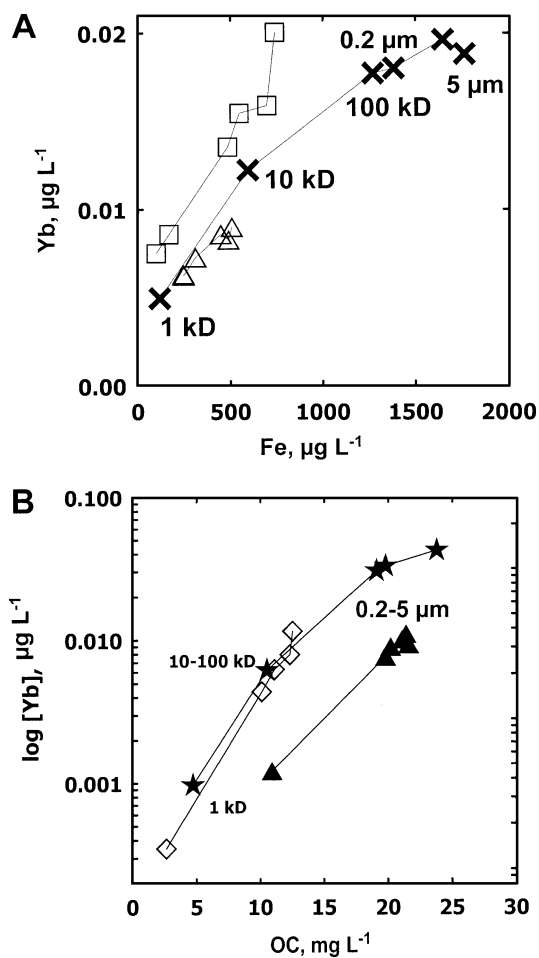 A
0.02
0.2 µm
5 µm
100 kD
Yb, µg L⁻¹
10 kD
0.01
1 kD
0.00
0 500 1000 1500 2000
Fe, µg L⁻¹
B
0.100
0.2-5 µm
log [Yb], µg L⁻¹
0.010
10-100 kD
0.001
1 kD
0 5 10 15 20 25 30
OC, mg L⁻¹